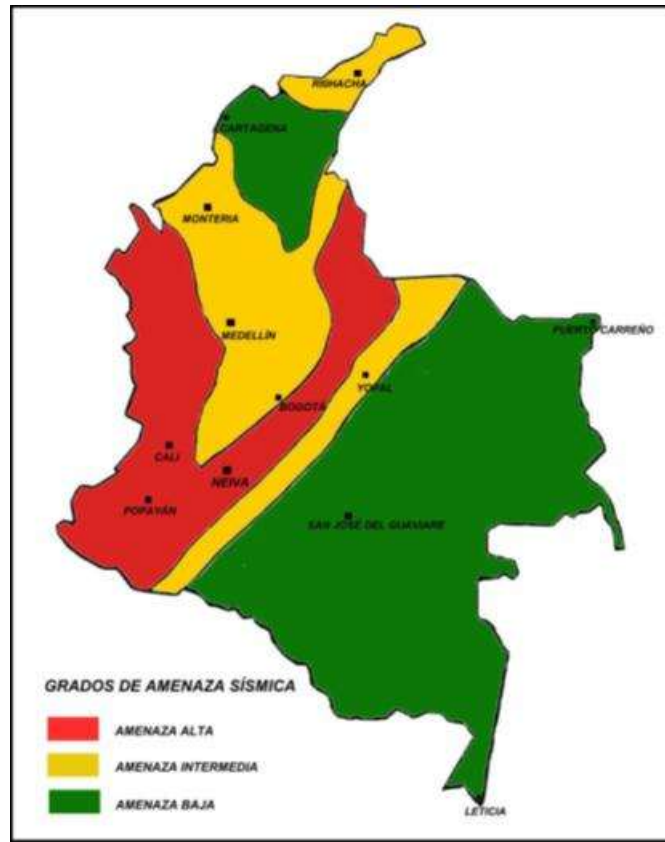 RIOHACHA
CARTAGENA
MONTERIA
MEDELLÍN
PUERTO CARREÑO
YOPAL
BOGOTÁ
CALI
NEIVA
POPAYÁN
SAN JOSÉ DEL GUAVIARE
GRADOS DE AMENAZA SÍSMICA
AMENAZA ALTA
AMENAZA INTERMEDIA
AMENAZA BAJA
LETICIA